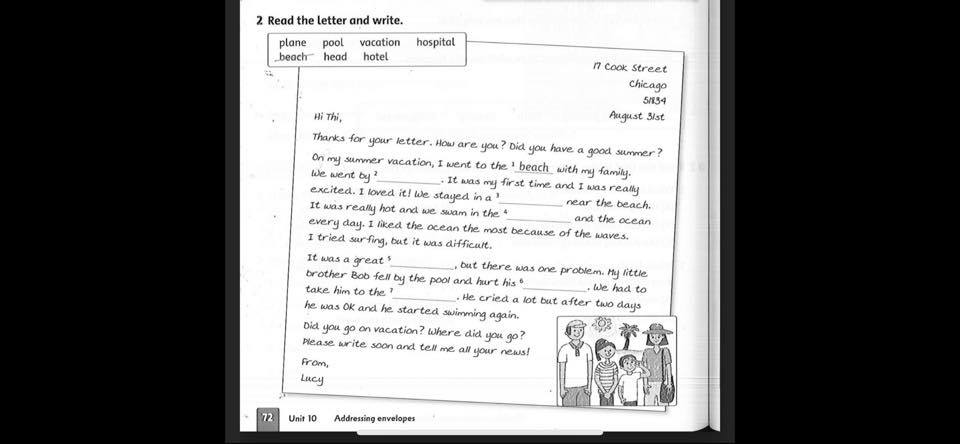 2 Read the letter and write.
plane pool vacation hospital
beach head hotel
17 Cook Street
Chicago
51834
August 31st
Hi Thi,
Thanks for your letter. How are you? Did you have a good summer?
On my summer vacation, I went to the ¹ beach with my family.
We went by ²__________. It was my first time and I was really
excited. I loved it! We stayed in a ³__________ near the beach.
It was really hot and we swam in the ⁴__________ and the ocean
every day. I liked the ocean the most because of the waves.
I tried surfing, but it was difficult.
It was a great ⁵__________, but there was one problem. My little
brother Bob fell by the pool and hurt his ⁶__________. We had to
take him to the ⁷__________. He cried a lot but after two days
he was OK and he started swimming again.
Did you go on vacation? Where did you go?
Please write soon and tell me all your news!
From,
Lucy
72 Unit 10 Addressing envelopes